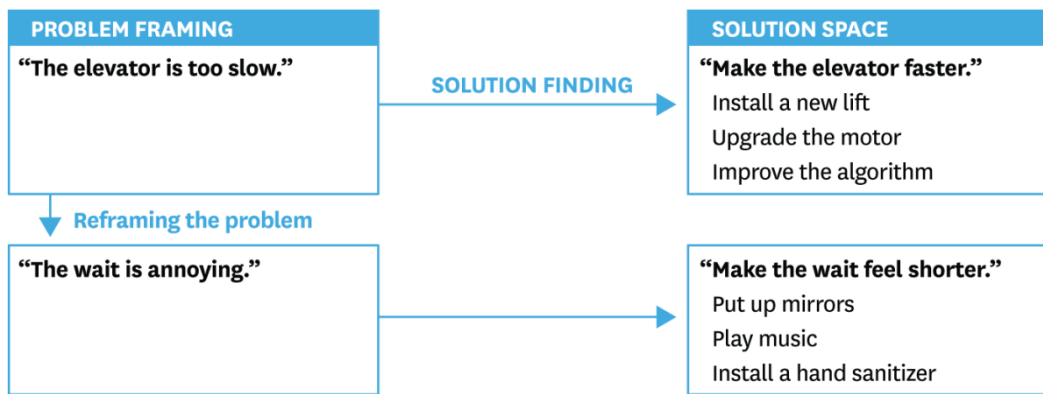 PROBLEM FRAMING
“The elevator is too slow.”
SOLUTION FINDING
SOLUTION SPACE
“Make the elevator faster.”
Install a new lift
Upgrade the motor
Improve the algorithm
Reframing the problem
“The wait is annoying.”
“Make the wait feel shorter.”
Put up mirrors
Play music
Install a hand sanitizer